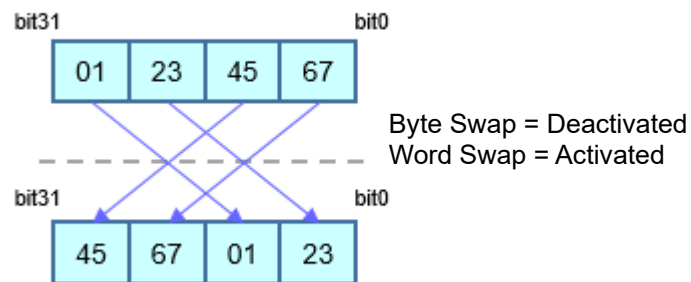 bit31 bit0
01 23 45 67
Byte Swap = Deactivated
Word Swap = Activated
bit31 bit0
45 67 01 23